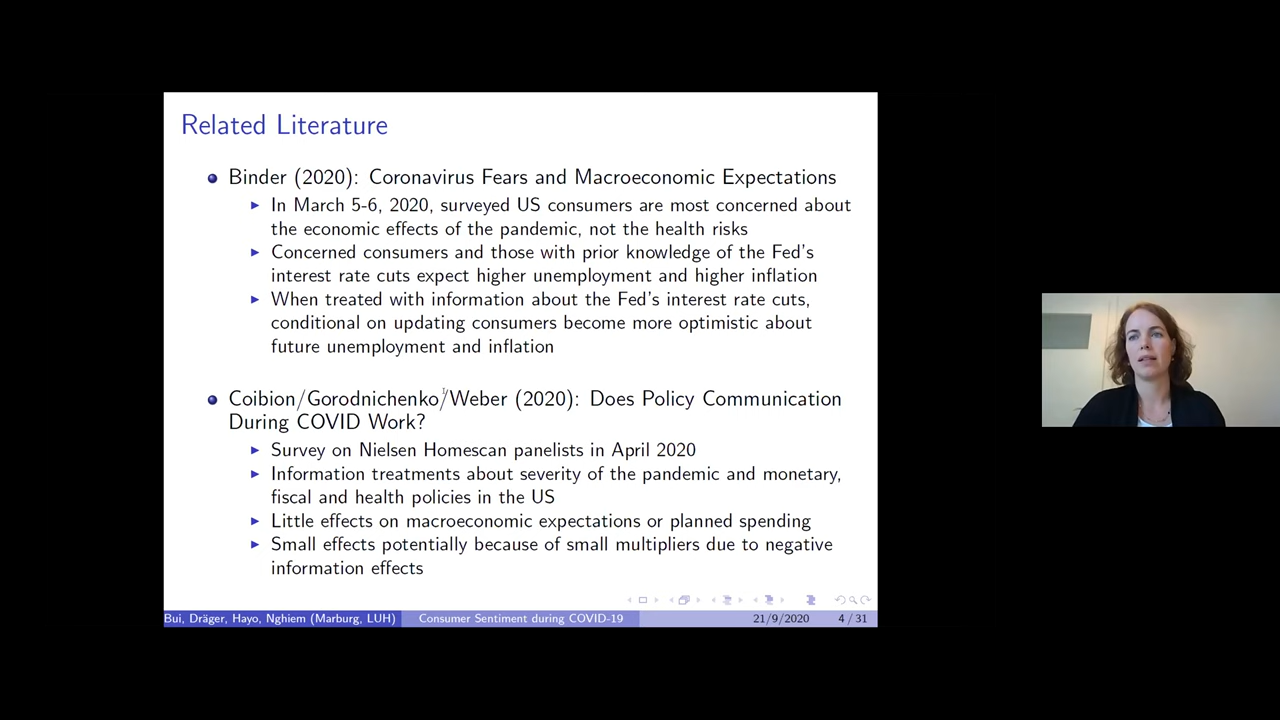 Related Literature
Binder (2020): Coronavirus Fears and Macroeconomic Expectations
In March 5-6, 2020, surveyed US consumers are most concerned about
the economic effects of the pandemic, not the health risks
Concerned consumers and those with prior knowledge of the Fed's
interest rate cuts expect higher unemployment and higher inflation
When treated with information about the Fed's interest rate cuts,
conditional on updating consumers become more optimistic about
future unemployment and inflation
Coibion/Gorodnichenko/Weber (2020): Does Policy Communication
During COVID Work?
Survey on Nielsen Homescan panelists in April 2020
Information treatments about severity of the pandemic and monetary,
fiscal and health policies in the US
Little effects on macroeconomic expectations or planned spending
Small effects potentially because of small multipliers due to negative
information effects
Bui, Dräger, Hayo, Nghiem (Marburg, LUH) Consumer Sentiment during COVID-19 21/9/2020 4 / 31